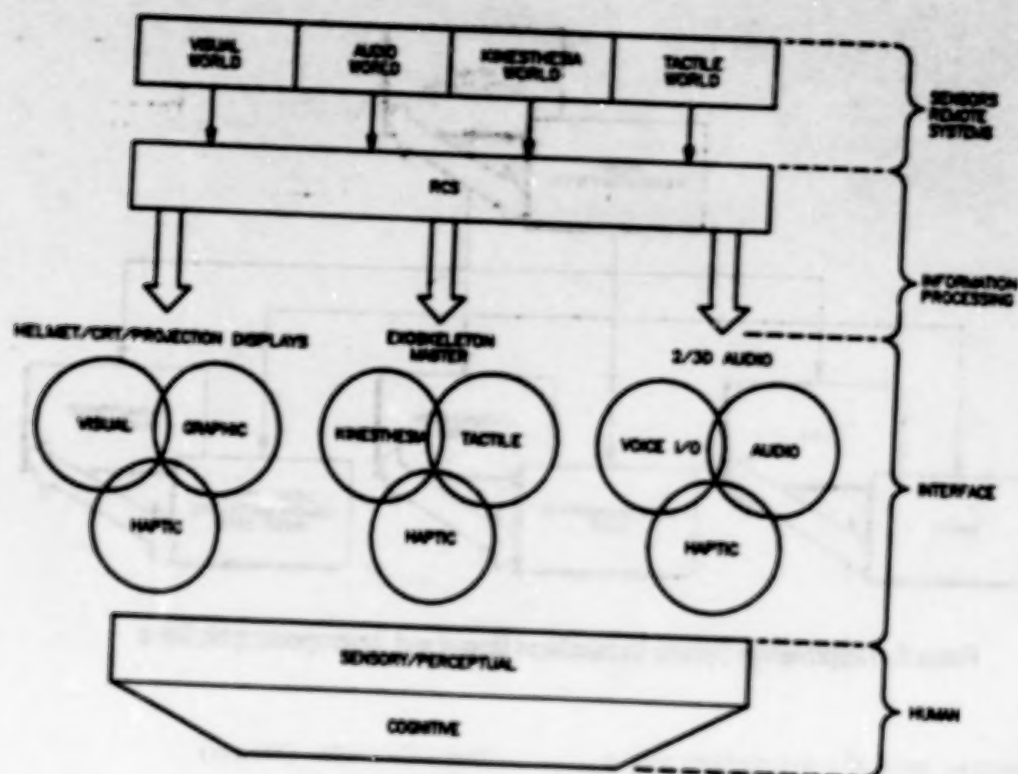 VISUAL
WORLD
AUDIO
WORLD
KINESTHESIA
WORLD
TACTILE
WORLD
SENSORS
REMOTE
SYSTEMS
RCS
INFORMATION
PROCESSING
HELMET/CRT/PROJECTION DISPLAYS
EXOSKELETON
MASTER
2/3D AUDIO
VISUAL
GRAPHIC
HAPTIC
KINESTHESIA
TACTILE
HAPTIC
VOICE I/O
AUDIO
HAPTIC
INTERFACE
SENSORY/PERCEPTUAL
COGNITIVE
HUMAN